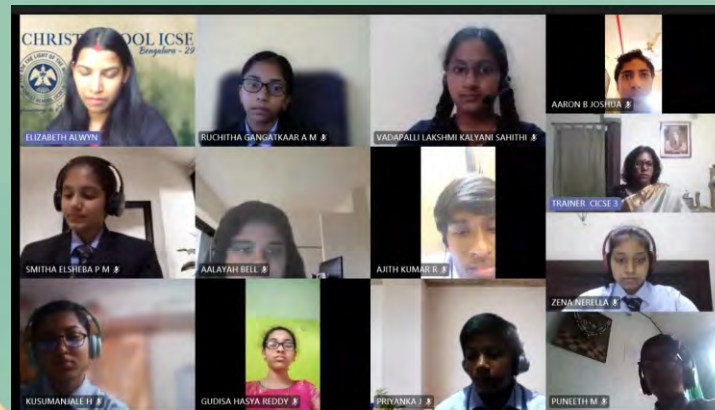 CHRIST OOL ICSE
Bengaluru - 29
ELIZABETH ALWYN
RUCHITHA GANGATKAAR A M
VADAPALLI LAKSHMI KALYANI SAHITHI
AARON B JOSHUA
TRAINER CICSE 3
SMITHA ELSHEBA P M
AALAYAH BELL
AJITH KUMAR R
ZENA NERELLA
KUSUMANJALE H
GUDISA HASYA REDDY
PRIYANKA J
PUNEETH M